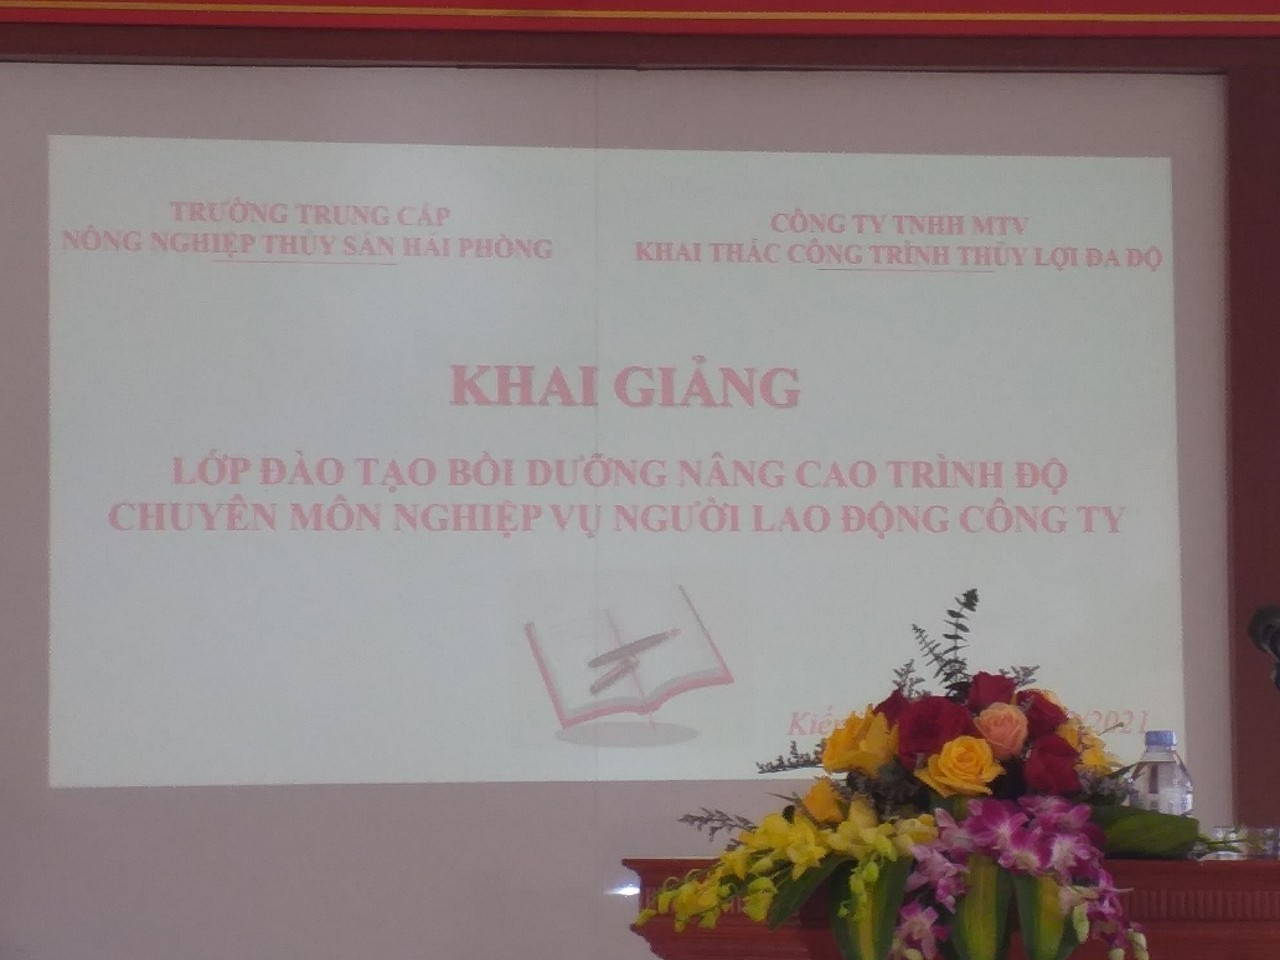 TRƯỜNG TRUNG CẤP
NÔNG NGHIỆP THỦY SẢN HẢI PHÒNG
CÔNG TY TNHH MTV
KHAI THÁC CÔNG TRÌNH THỦY LỢI ĐA ĐỘ
KHAI GIẢNG
LỚP ĐÀO TẠO BỒI DƯỠNG NÂNG CAO TRÌNH ĐỘ
CHUYÊN MÔN NGHIỆP VỤ NGƯỜI LAO ĐỘNG CÔNG TY
2021